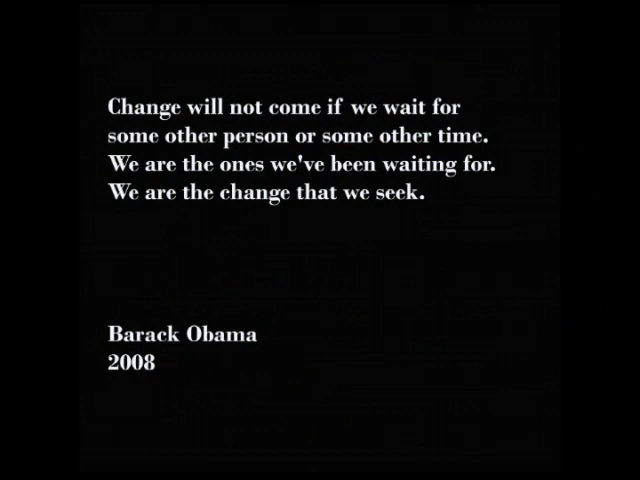 Change will not come if we wait for
some other person or some other time.
We are the ones we've been waiting for.
We are the change that we seek.
Barack Obama
2008